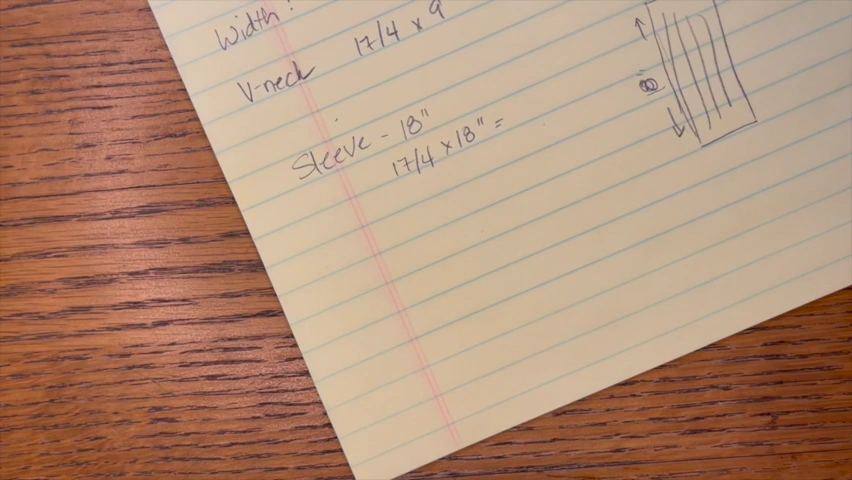 Width:
V-neck 17/4 x 9
Sleeve - 18"
17/4 x 18" =